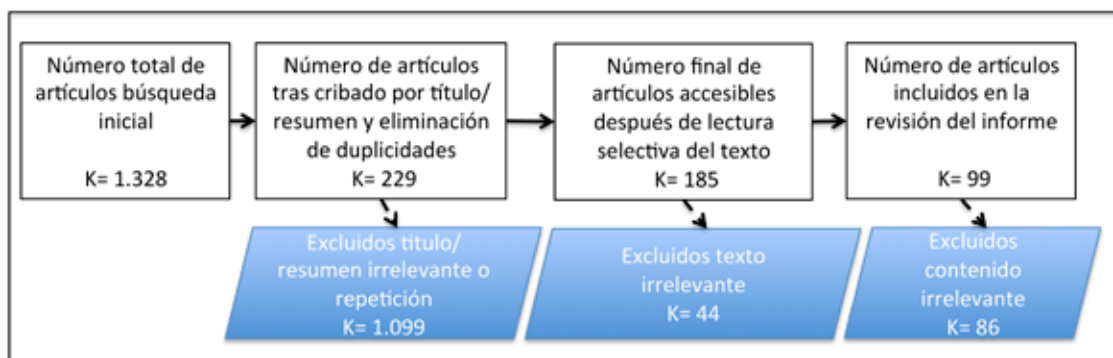 Número total de
artículos búsqueda
inicial
K= 1.328
Número de artículos
tras cribado por título/
resumen y eliminación
de duplicidades
K= 229
Número final de
artículos accesibles
después de lectura
selectiva del texto
K= 185
Número de artículos
incluidos en la
revisión del informe
K= 99
Excluidos título/
resumen irrelevante o
repetición
K= 1.099
Excluidos texto
irrelevante
K= 44
Excluidos
contenido
irrelevante
K= 86